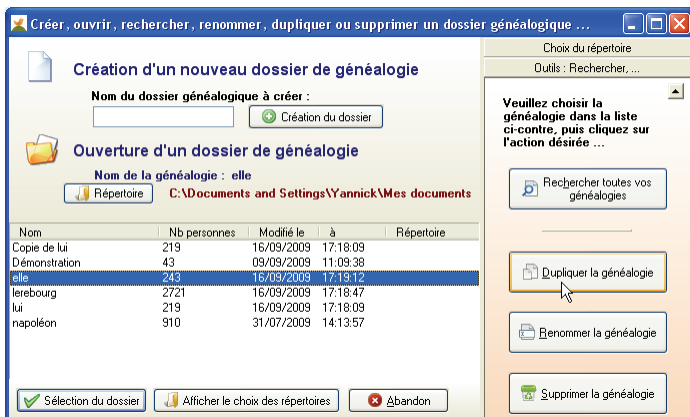 Créer, ouvrir, rechercher, renommer, dupliquer ou supprimer un dossier généalogique ...
Création d'un nouveau dossier de généalogie
Nom du dossier généalogique à créer :
Création du dossier
Ouverture d'un dossier de généalogie
Nom de la généalogie : elle
Répertoire C:\Documents and Settings\Yannick\Mes documents
Nom Nb personnes Modifié le à Répertoire
Copie de lui 219 16/09/2009 17:18:09
Démonstration 43 09/09/2009 11:09:38
elle 243 16/09/2009 17:19:12
lerebourg 2721 16/09/2009 17:18:47
lui 219 16/09/2009 17:18:09
napoléon 910 31/07/2009 14:13:57
Sélection du dossier Afficher le choix des répertoires Abandon
Choix du répertoire
Outils : Rechercher, ...
Veuillez choisir la
généalogie dans la liste
ci-contre, puis cliquez sur
l'action désirée ...
Rechercher toutes vos
généalogies
Dupliquer la généalogie
Renommer la généalogie
Supprimer la généalogie